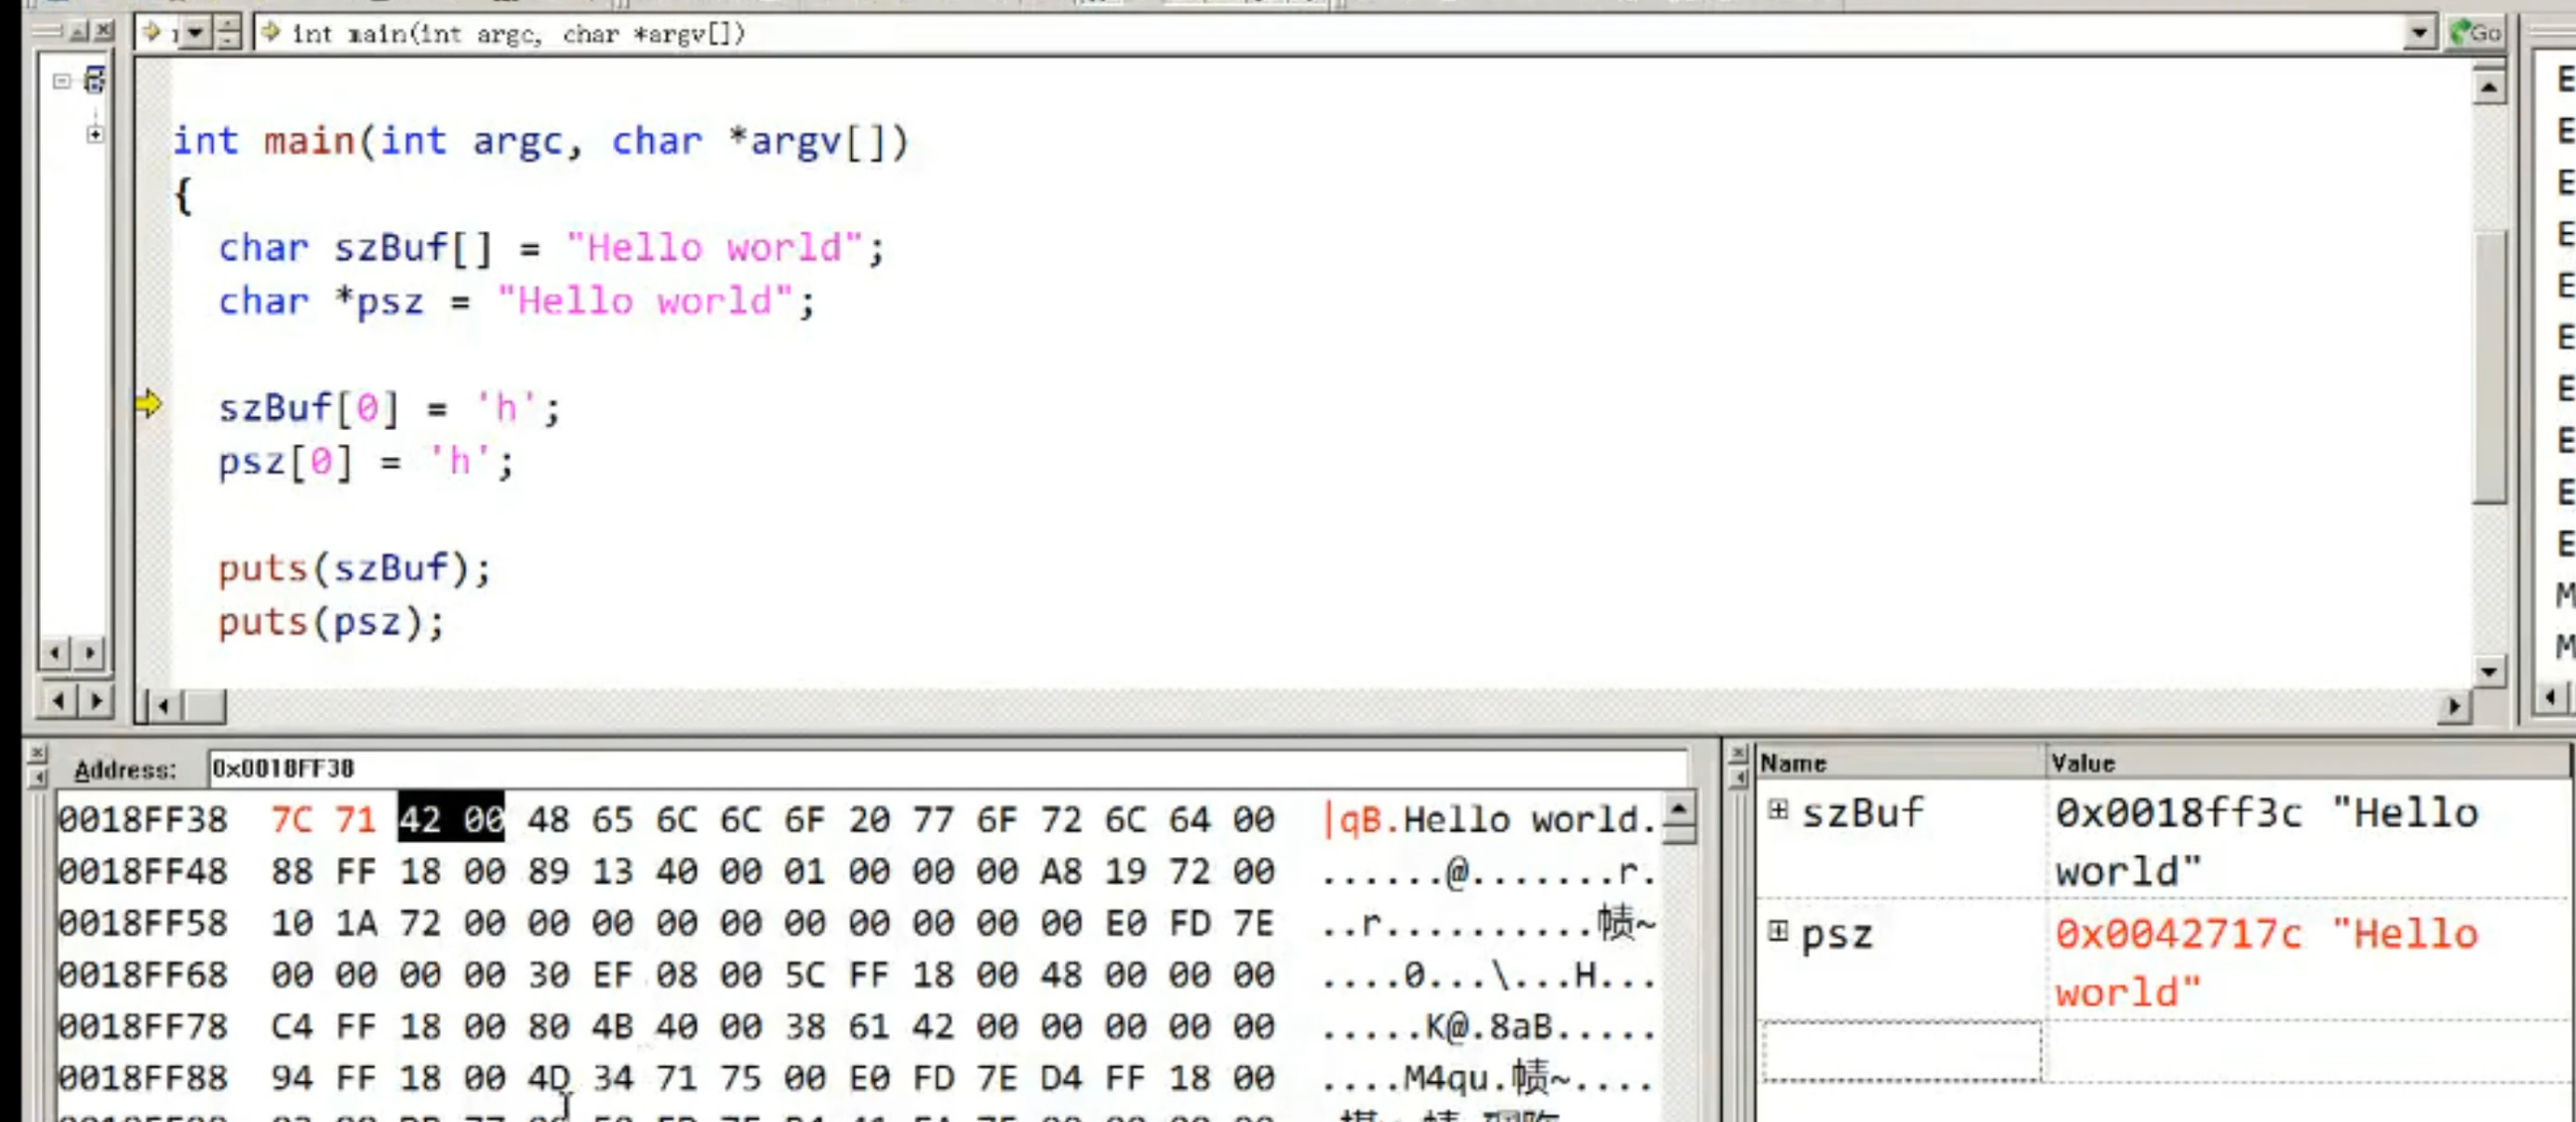 int main(int argc, char *argv[])
Go
int main(int argc, char *argv[])
{
char szBuf[] = "Hello world";
char *psz = "Hello world";
szBuf[0] = 'h';
psz[0] = 'h';
puts(szBuf);
puts(psz);
E
E
E
E
E
E
E
E
E
E
M
M
Address: 0x0018FF38
0018FF38 7C 71 42 00 48 65 6C 6C 6F 20 77 6F 72 6C 64 00 |qB.Hello world.
0018FF48 88 FF 18 00 89 13 40 00 01 00 00 00 A8 19 72 00 ......@.......r.
0018FF58 10 1A 72 00 00 00 00 00 00 00 00 00 00 E0 FD 7E ..r..........帻~
0018FF68 00 00 00 00 30 EF 08 00 5C FF 18 00 48 00 00 00 ....0...\...H...
0018FF78 C4 FF 18 00 80 4B 40 00 38 61 42 00 00 00 00 00 .....K@.8aB.....
0018FF88 94 FF 18 00 4D 34 71 75 00 E0 FD 7E D4 FF 18 00 ....M4qu.帻~....
Name Value
szBuf 0x0018ff3c "Hello
world"
psz 0x0042717c "Hello
world"